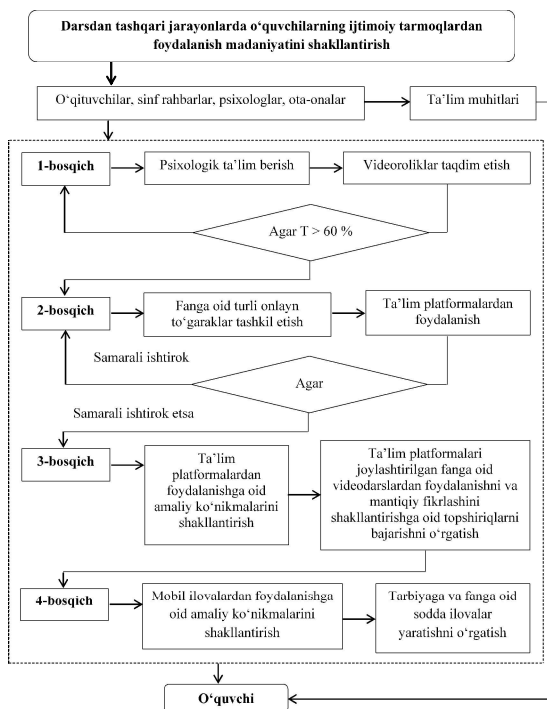 Darsdan tashqari jarayonlarda o‘quvchilarning ijtimoiy tarmoqlardan
foydalanish madaniyatini shakllantirish
O‘qituvchilar, sinf rahbarlar, psixologlar, ota-onalar
Ta’lim muhitlari
1-bosqich
Psixologik ta’lim berish
Videoroliklar taqdim etish
Agar T > 60 %
2-bosqich
Fanga oid turli onlayn
to‘garaklar tashkil etish
Ta’lim platformalardan
foydalanish
Samarali ishtirok
Agar
Samarali ishtirok etsa
3-bosqich
Ta’lim
platformalardan
foydalanishga oid
amaliy ko‘nikmalarini
shakllantirish
Ta’lim platformalari
joylashtirilgan fanga oid
videodarslardan foydalanishni va
mantiqiy fikrlashini
shakllantirishga oid topshiriqlarni
bajarishni o‘rgatish
4-bosqich
Mobil ilovalardan foydalanishga
oid amaliy ko‘nikmalarini
shakllantirish
Tarbiyaga va fanga oid
sodda ilovalar
yaratishni o‘rgatish
O‘quvchi